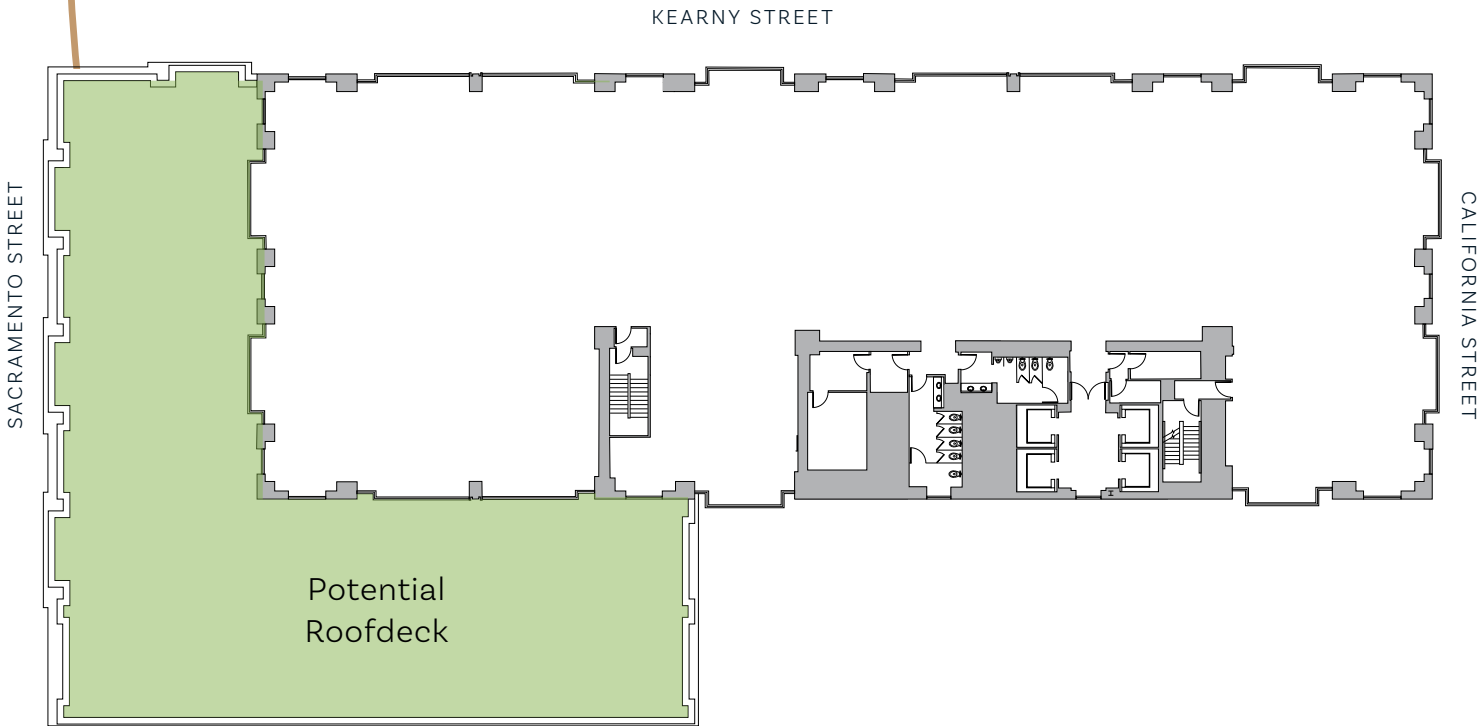 KEARNY STREET
SACRAMENTO STREET
CALIFORNIA STREET
Potential
Roofdeck